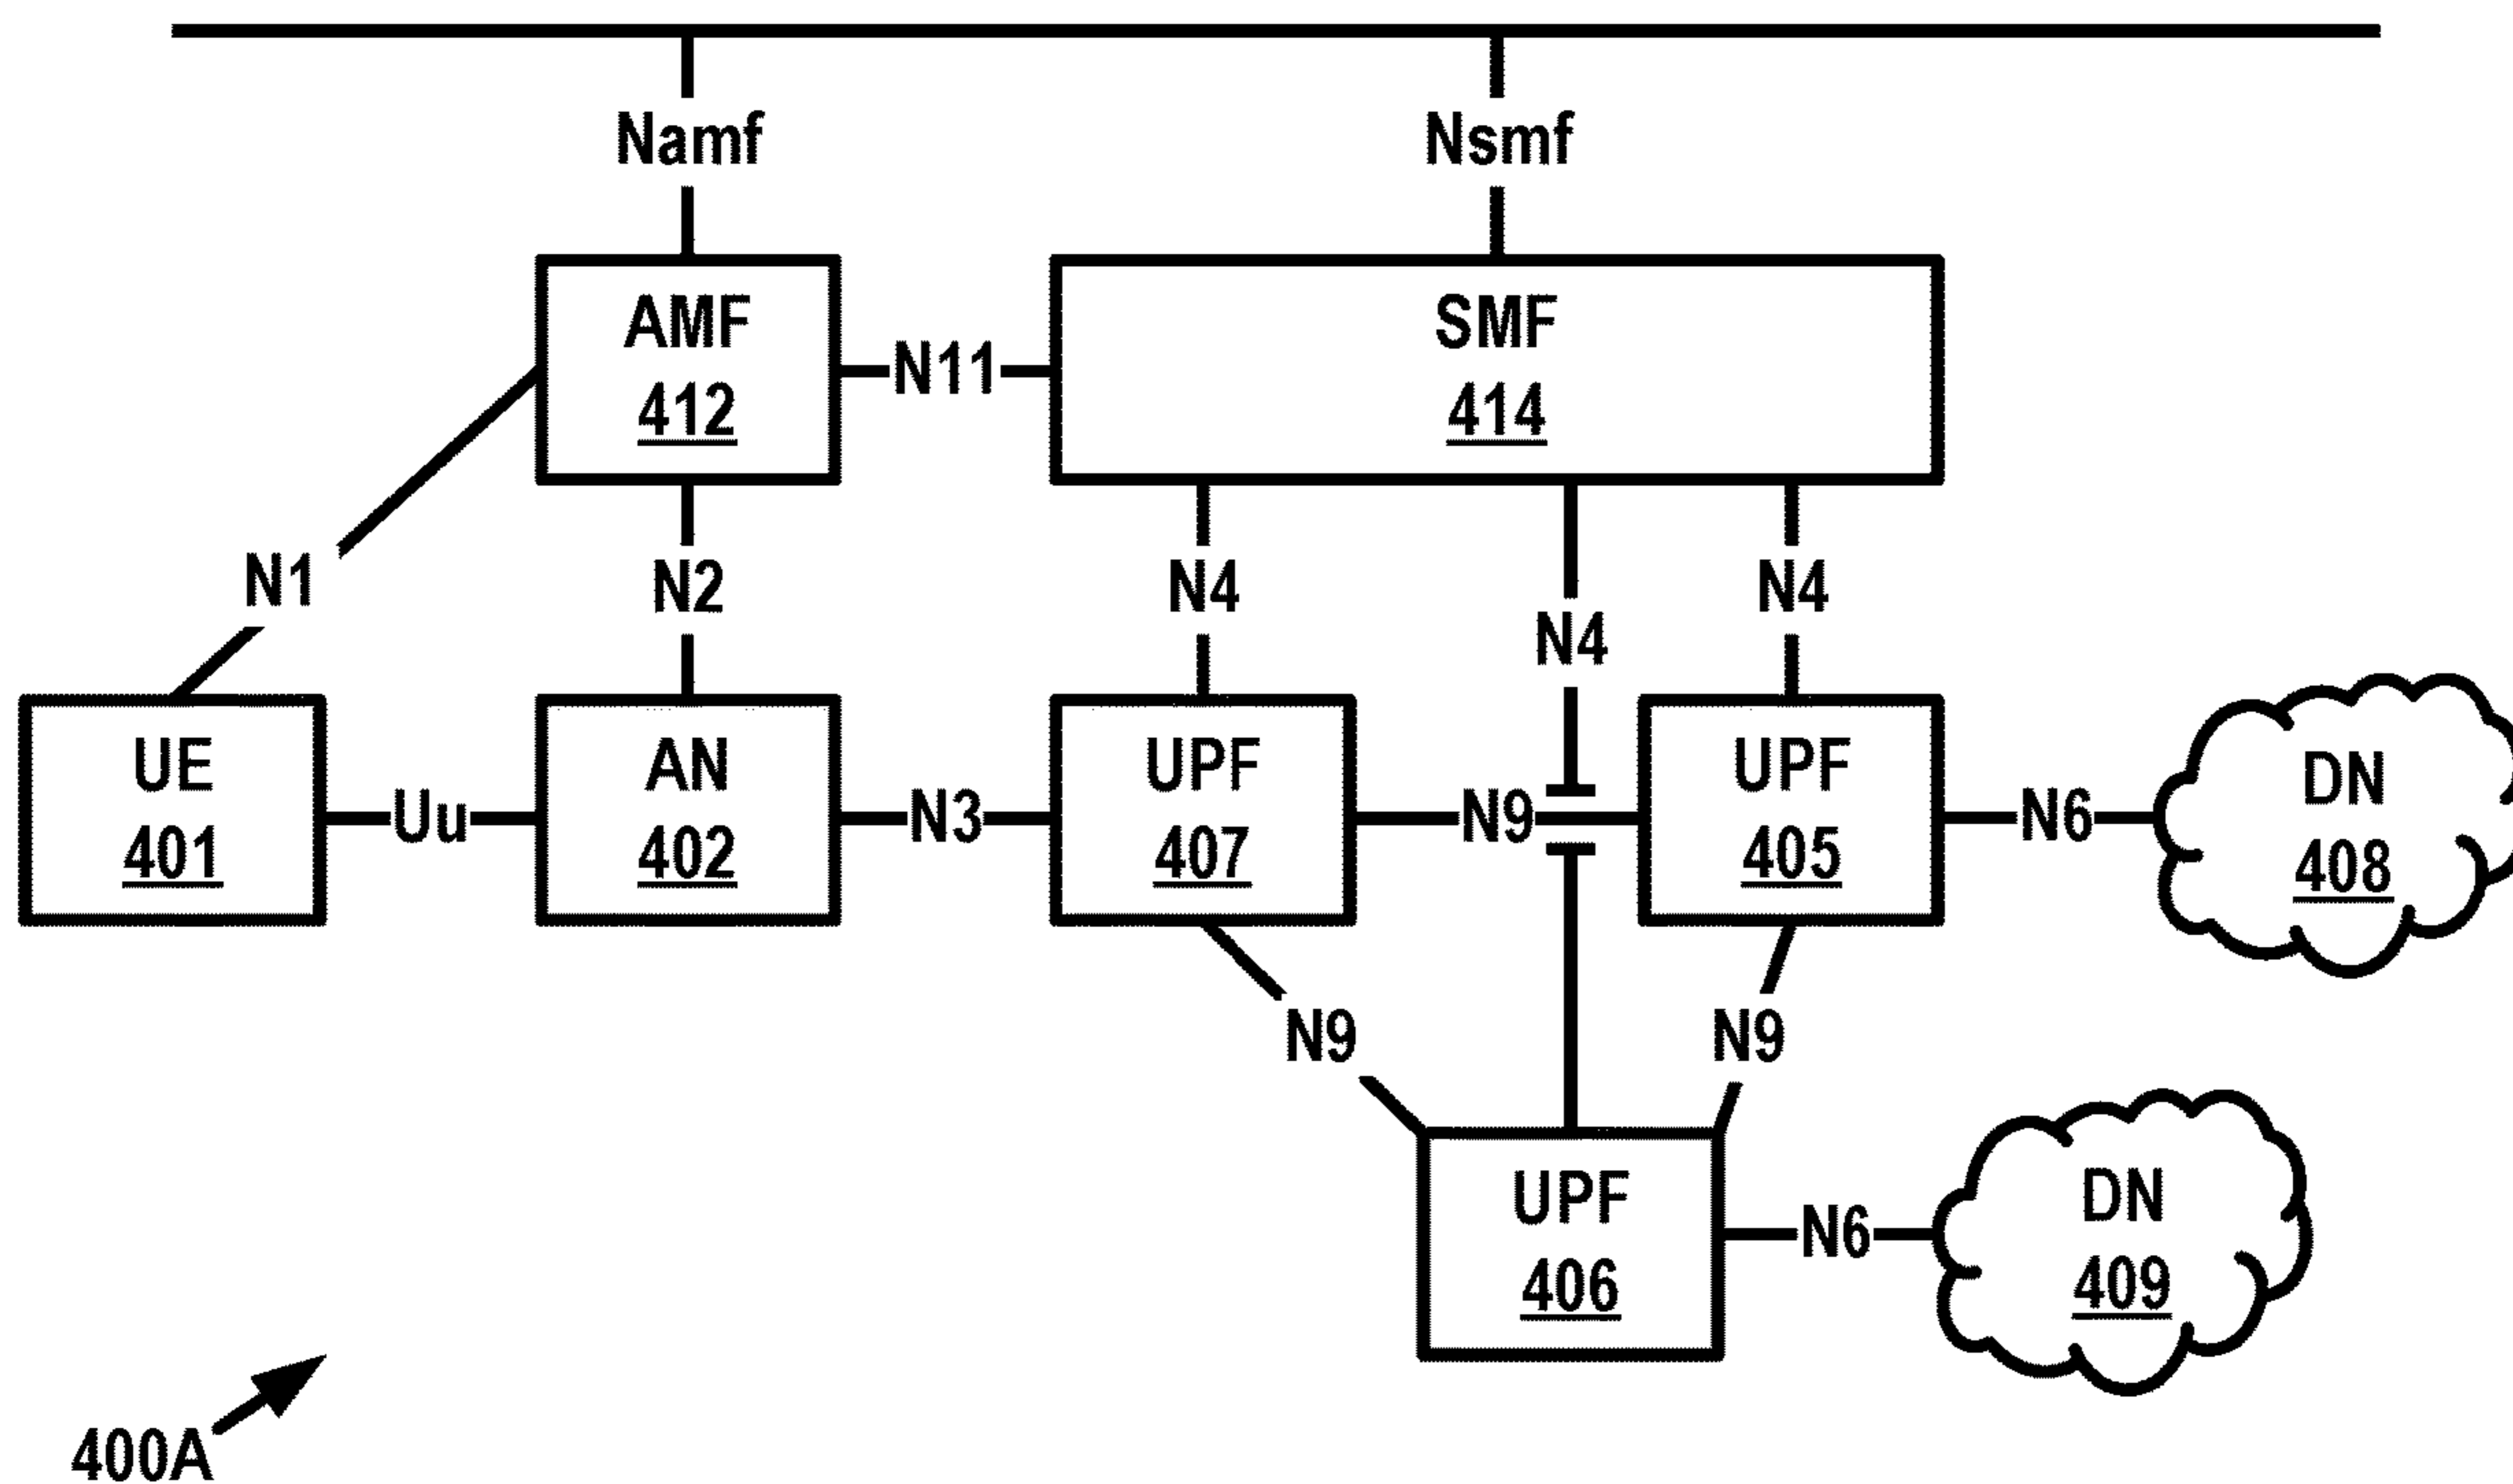 Namf
Nsmf
AMF
412
N11
SMF
414
N1
N2
N4
N4
N4
UE
401
Uu
AN
402
N3
UPF
407
N9
UPF
405
N6
DN
408
N9
N9
UPF
406
N6
DN
409
400A